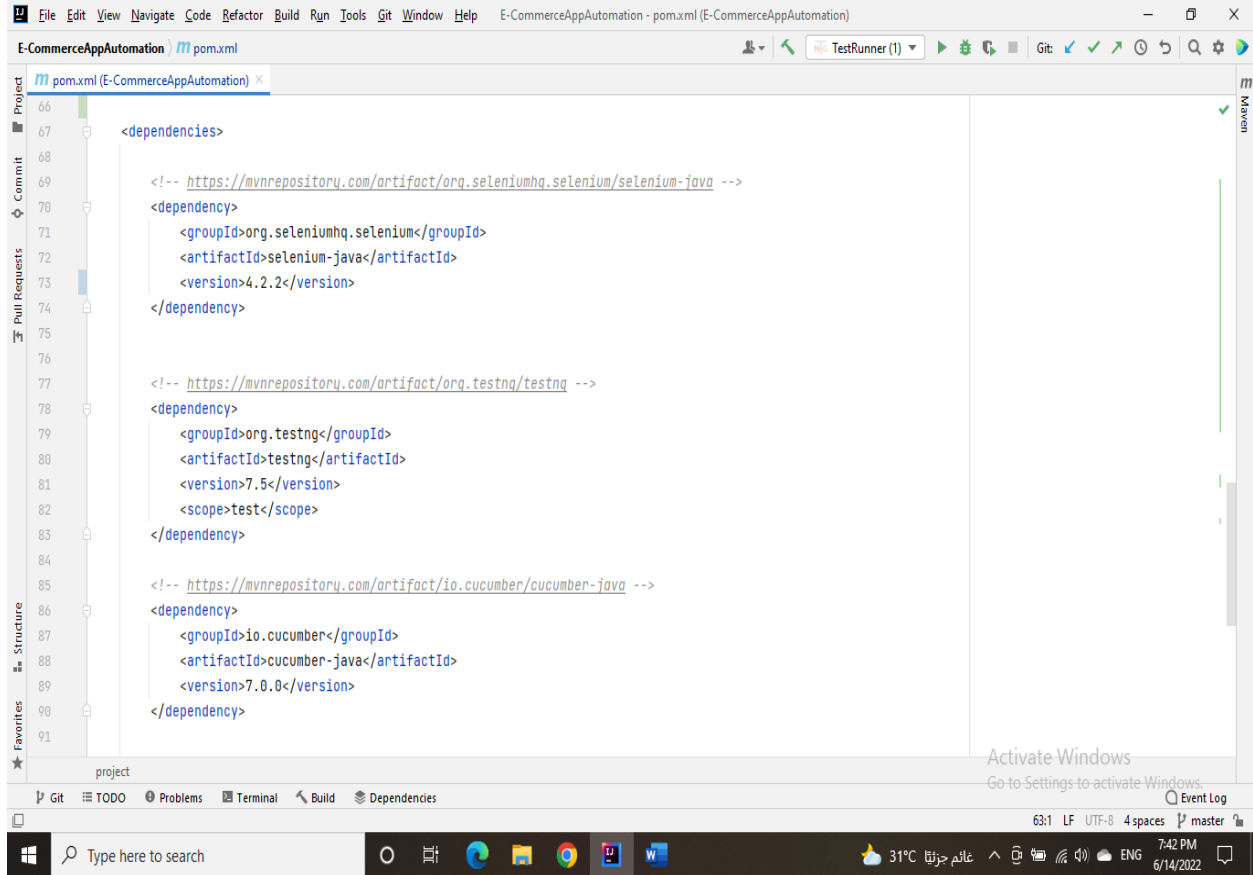 File Edit View Navigate Code Refactor Build Run Tools Git Window Help E-CommerceAppAutomation - pom.xml (E-CommerceAppAutomation)
E-CommerceAppAutomation pom.xml TestRunner (1) Git:
pom.xml (E-CommerceAppAutomation)
Project
Commit
Pull Requests
Structure
Favorites
Maven
66
67 <dependencies>
68
69 <!-- https://mvnrepository.com/artifact/org.seleniumhq.selenium/selenium-java -->
70 <dependency>
71 <groupId>org.seleniumhq.selenium</groupId>
72 <artifactId>selenium-java</artifactId>
73 <version>4.2.2</version>
74 </dependency>
75
76
77 <!-- https://mvnrepository.com/artifact/org.testng/testng -->
78 <dependency>
79 <groupId>org.testng</groupId>
80 <artifactId>testng</artifactId>
81 <version>7.5</version>
82 <scope>test</scope>
83 </dependency>
84
85 <!-- https://mvnrepository.com/artifact/io.cucumber/cucumber-java -->
86 <dependency>
87 <groupId>io.cucumber</groupId>
88 <artifactId>cucumber-java</artifactId>
89 <version>7.0.0</version>
90 </dependency>
91
Activate Windows
Go to Settings to activate Windows.
project
Git TODO Problems Terminal Build Dependencies Event Log
63:1 LF UTF-8 4 spaces master
Type here to search 31°C غائم جزئيًا ENG 7:42 PM
6/14/2022